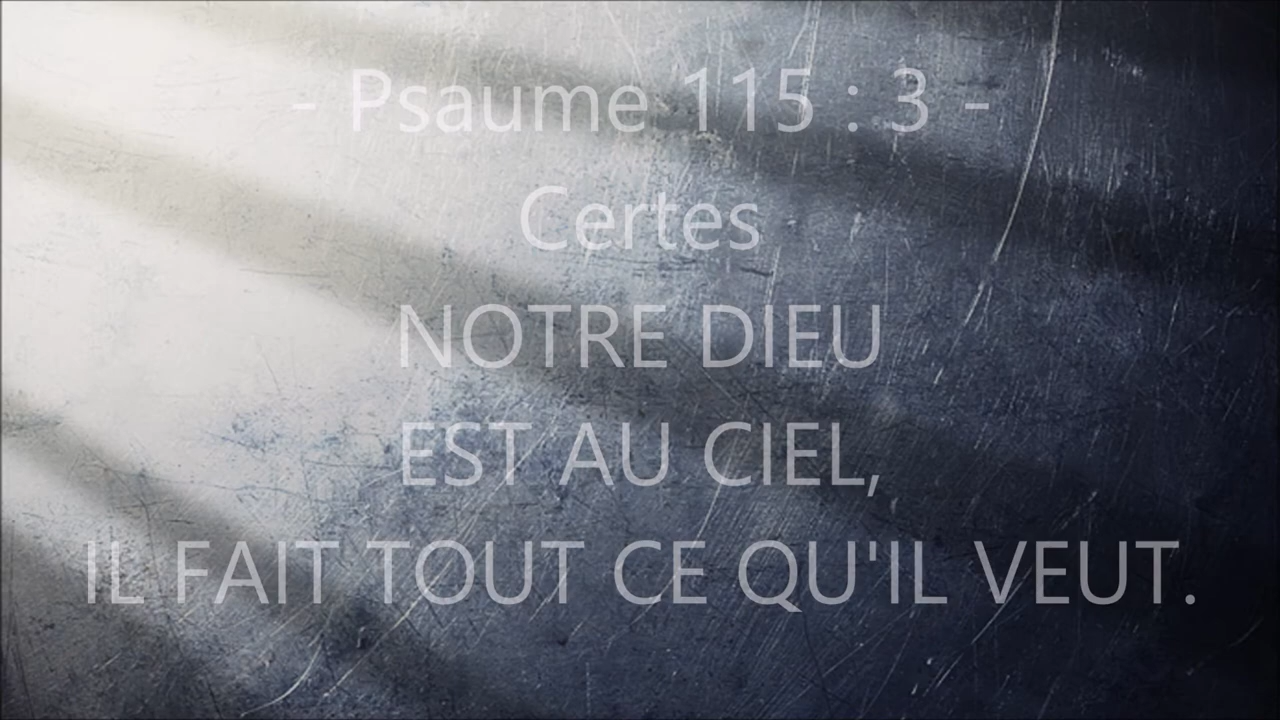 - Psaume 115 : 3 -
Certes
NOTRE DIEU
EST AU CIEL,
IL FAIT TOUT CE QU'IL VEUT.